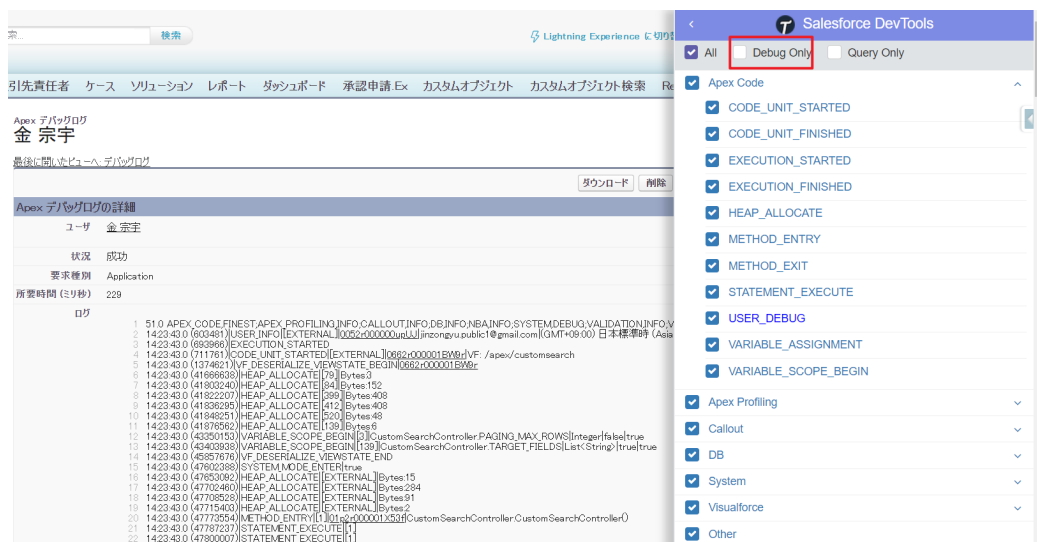 索...
検索
Lightning Experience に切り替
引先責任者 ケース ソリューション レポート ダッシュボード 承認申請.Ex カスタムオブジェクト カスタムオブジェクト検索 Re
Apex デバッグログ
金 宗宇
最後に開いたビューへ: デバッグログ
ダウンロード 削除
Apex デバッグログの詳細
ユーザ 金 宗宇
状況 成功
要求種別 Application
所要時間 (ミリ秒) 229
ログ
1 51.0 APEX_CODE,FINEST;APEX_PROFILING,INFO;CALLOUT,INFO;DB,INFO;NBA,INFO;SYSTEM,DEBUG;VALIDATION,INFO;V
2 14:23:43.0 (603481)|USER_INFO|[EXTERNAL]|0052r000000upUJ|jinzongyu.public1@gmail.com|(GMT+09:00) 日本標準時 (Asia
3 14:23:43.0 (693966)|EXECUTION_STARTED
4 14:23:43.0 (711761)|CODE_UNIT_STARTED|[EXTERNAL]|0662r000001BW9r|VF: /apex/customsearch
5 14:23:43.0 (1374621)|VF_DESERIALIZE_VIEWSTATE_BEGIN|0662r000001BW9r
6 14:23:43.0 (41666638)|HEAP_ALLOCATE|[79]|Bytes:3
7 14:23:43.0 (41803240)|HEAP_ALLOCATE|[84]|Bytes:152
8 14:23:43.0 (41822207)|HEAP_ALLOCATE|[399]|Bytes:408
9 14:23:43.0 (41836295)|HEAP_ALLOCATE|[412]|Bytes:408
10 14:23:43.0 (41848251)|HEAP_ALLOCATE|[520]|Bytes:48
11 14:23:43.0 (41876562)|HEAP_ALLOCATE|[139]|Bytes:6
12 14:23:43.0 (43350153)|VARIABLE_SCOPE_BEGIN|[3]|CustomSearchController.PAGING_MAX_ROWS|Integer|false|true
13 14:23:43.0 (43403938)|VARIABLE_SCOPE_BEGIN|[139]|CustomSearchController.TARGET_FIELDS|List<String>|true|true
14 14:23:43.0 (45857676)|VF_DESERIALIZE_VIEWSTATE_END
15 14:23:43.0 (47602388)|SYSTEM_MODE_ENTER|true
16 14:23:43.0 (47653092)|HEAP_ALLOCATE|[EXTERNAL]|Bytes:15
17 14:23:43.0 (47702460)|HEAP_ALLOCATE|[EXTERNAL]|Bytes:284
18 14:23:43.0 (47708528)|HEAP_ALLOCATE|[EXTERNAL]|Bytes:91
19 14:23:43.0 (47715403)|HEAP_ALLOCATE|[EXTERNAL]|Bytes:2
20 14:23:43.0 (47773554)|METHOD_ENTRY|[1]|01p2r000001X53f|CustomSearchController.CustomSearchController()
21 14:23:43.0 (47787237)|STATEMENT_EXECUTE|[1]
22 14:23:43.0 (47800007)|STATEMENT_EXECUTE|[1]
Salesforce DevTools
All Debug Only Query Only
Apex Code
CODE_UNIT_STARTED
CODE_UNIT_FINISHED
EXECUTION_STARTED
EXECUTION_FINISHED
HEAP_ALLOCATE
METHOD_ENTRY
METHOD_EXIT
STATEMENT_EXECUTE
USER_DEBUG
VARIABLE_ASSIGNMENT
VARIABLE_SCOPE_BEGIN
Apex Profiling
Callout
DB
System
Visualforce
Other